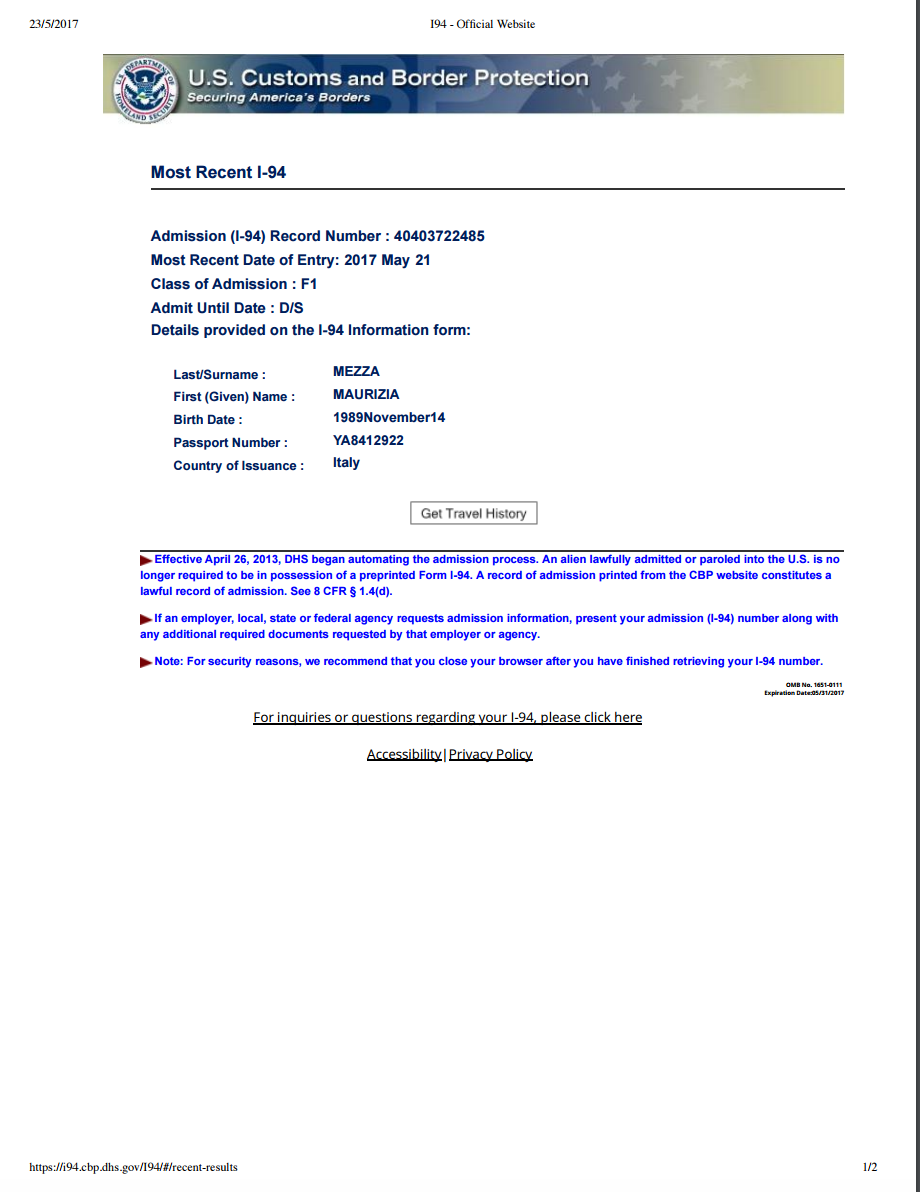 23/5/2017
I94 - Official Website
U.S. Customs and Border Protection
Securing America's Borders
U.S. DEPARTMENT OF HOMELAND SECURITY
CBP
Most Recent I-94
Admission (I-94) Record Number : 40403722485
Most Recent Date of Entry: 2017 May 21
Class of Admission : F1
Admit Until Date : D/S
Details provided on the I-94 Information form:
Last/Surname : MEZZA
First (Given) Name : MAURIZIA
Birth Date : 1989November14
Passport Number : YA8412922
Country of Issuance : Italy
Get Travel History
Effective April 26, 2013, DHS began automating the admission process. An alien lawfully admitted or paroled into the U.S. is no
longer required to be in possession of a preprinted Form I-94. A record of admission printed from the CBP website constitutes a
lawful record of admission. See 8 CFR § 1.4(d).
If an employer, local, state or federal agency requests admission information, present your admission (I-94) number along with
any additional required documents requested by that employer or agency.
Note: For security reasons, we recommend that you close your browser after you have finished retrieving your I-94 number.
OMB No. 1651-0111
Expiration Date:05/31/2017
For inquiries or questions regarding your I-94, please click here
Accessibility|Privacy Policy
https://i94.cbp.dhs.gov/I94/#/recent-results
1/2